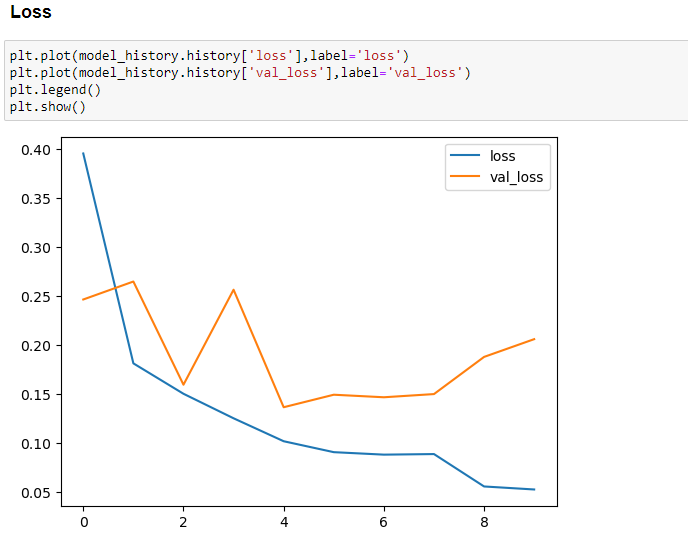 Loss
plt.plot(model_history.history['loss'],label='loss')
plt.plot(model_history.history['val_loss'],label='val_loss')
plt.legend()
plt.show()
loss
val_loss
0.40
0.35
0.30
0.25
0.20
0.15
0.10
0.05
0 2 4 6 8